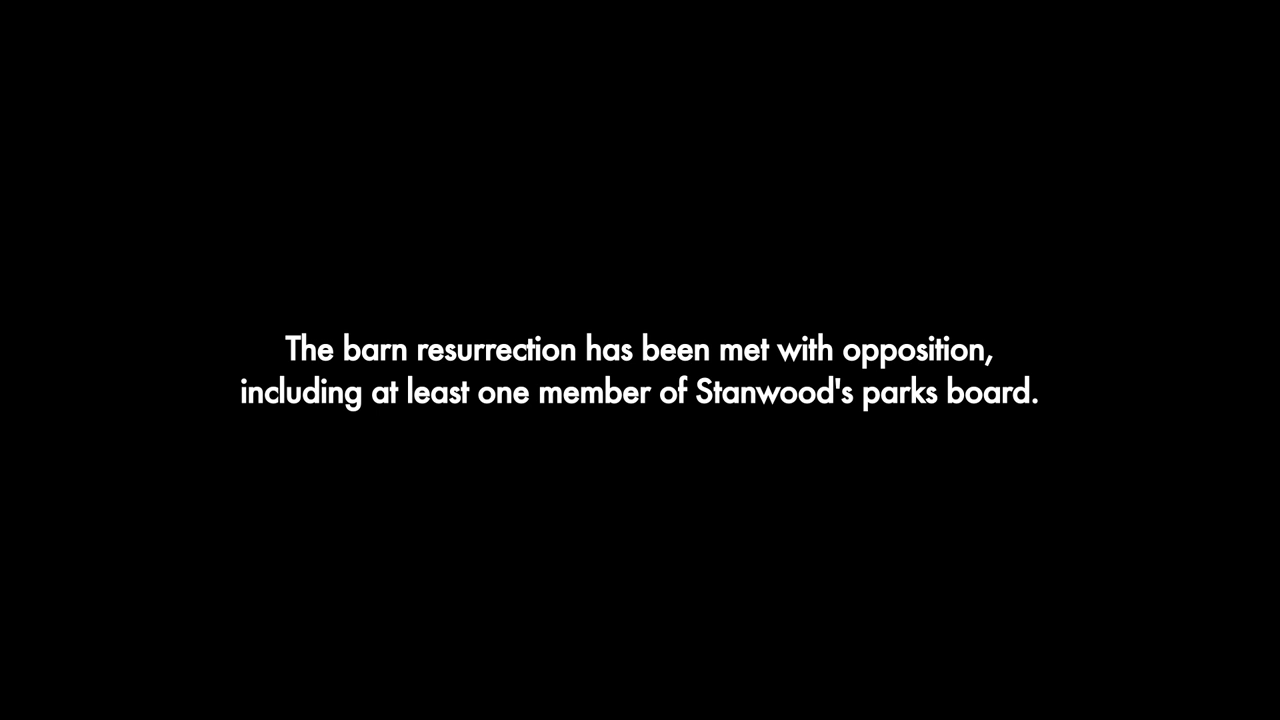 The barn resurrection has been met with opposition,
including at least one member of Stanwood's parks board.